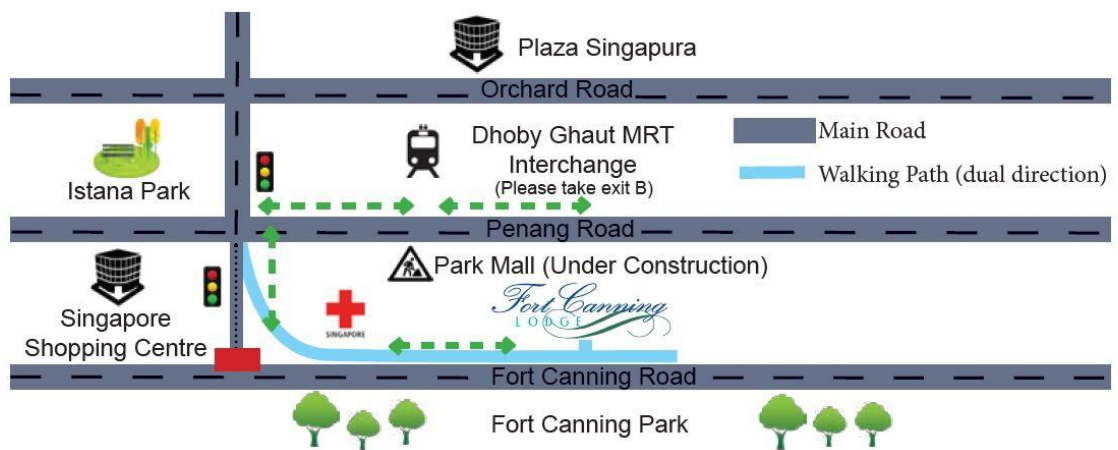 Plaza Singapura
Orchard Road
Istana Park
Dhoby Ghaut MRT
Interchange
(Please take exit B)
Main Road
Walking Path (dual direction)
Penang Road
Park Mall (Under Construction)
Singapore
Shopping Centre
SINGAPORE
Fort Canning
LODGE
Fort Canning Road
Fort Canning Park